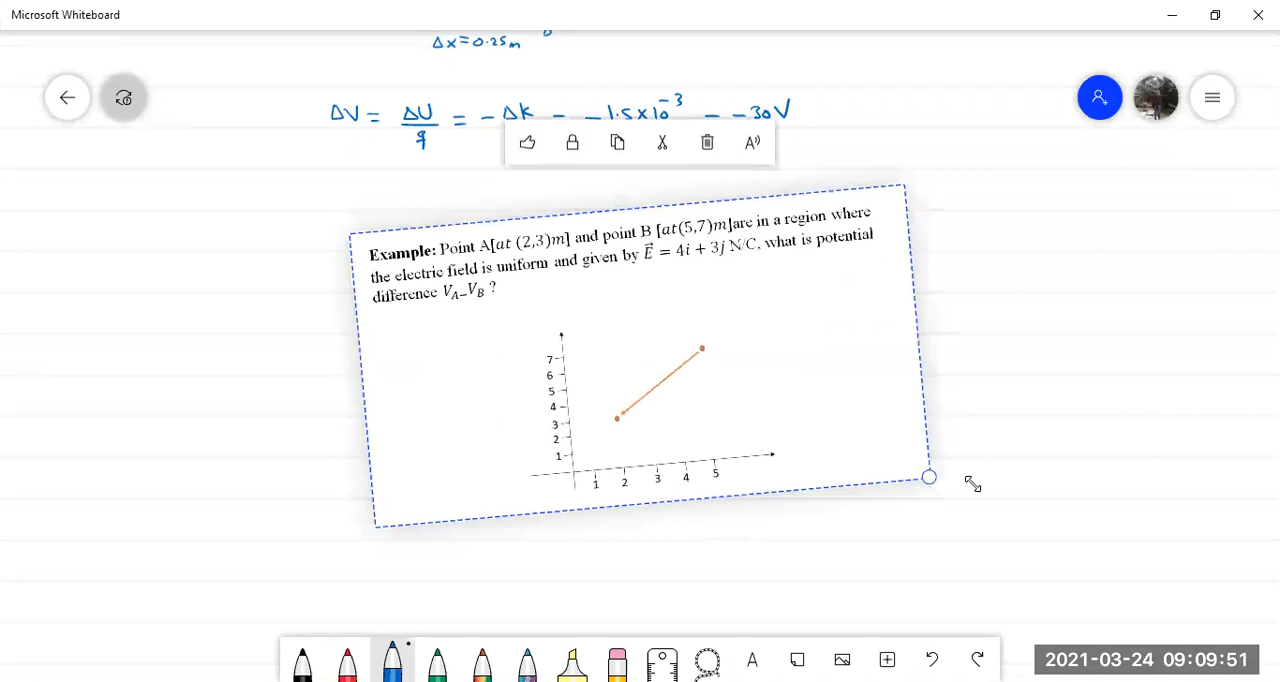 Microsoft Whiteboard
Δx=0.25m
ΔV = ΔU/q = -Δk = -1.5×10^-3 = -30V
Example: Point A[at (2,3)m] and point B [at(5,7)m]are in a region where
the electric field is uniform and given by E⃗ = 4i + 3j N/C, what is potential
difference V_A_V_B ?
7
6
5
4
3
2
1
1 2 3 4 5
2021-03-24 09:09:51